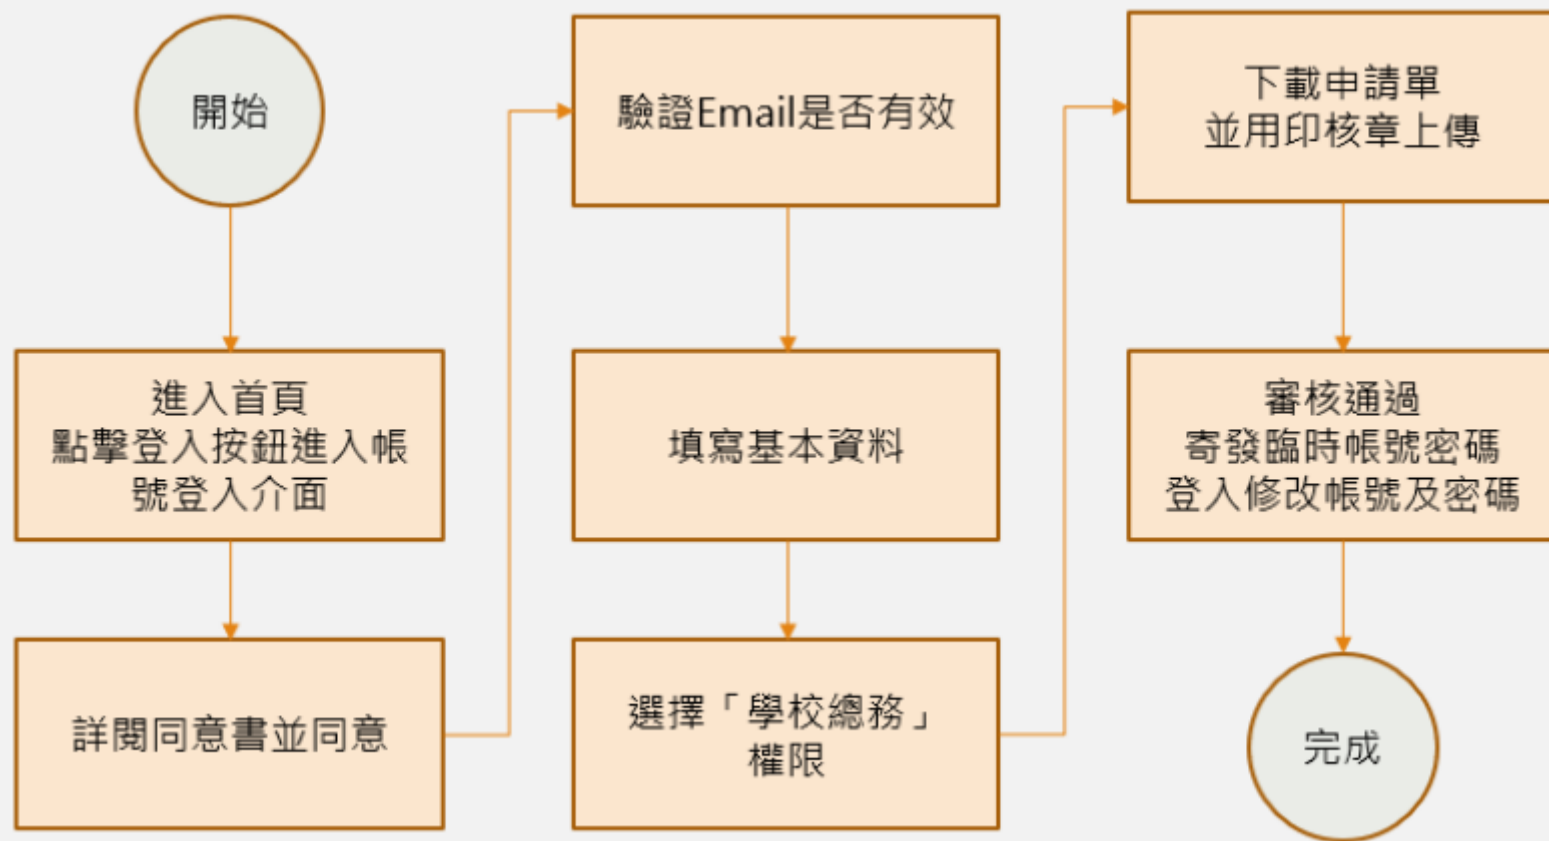 開始
進入首頁
點擊登入按鈕進入帳
號登入介面
詳閱同意書並同意
驗證Email是否有效
填寫基本資料
選擇「學校總務」
權限
下載申請單
並用印核章上傳
審核通過
寄發臨時帳號密碼
登入修改帳號及密碼
完成